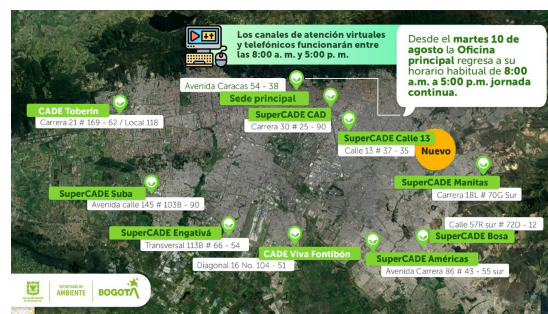 Los canales de atención virtuales
y telefónicos funcionarán entre
las 8:00 a. m. y 5:00 p. m.
Desde el martes 10 de
agosto la Oficina
principal regresa a su
horario habitual de 8:00
a.m. a 5:00 p.m. jornada
continua.
Avenida Caracas 54 - 38
Sede principal
CADE Toberín
Carrera 21 # 169 - 62 / Local 118
SuperCADE CAD
Carrera 30 # 25 - 90
SuperCADE Calle 13
Calle 13 # 37 - 35
Nuevo
SuperCADE Manitas
Carrera 18L # 70G Sur
SuperCADE Suba
Avenida calle 145 # 103B - 90
Calle 57R sur # 72D - 12
SuperCADE Bosa
SuperCADE Engativá
Transversal 113B # 66 - 54
CADE Viva Fontibón
Diagonal 16 No. 104 - 51
SuperCADE Américas
Avenida Carrera 86 # 43 - 55 sur
SECRETARÍA DE
AMBIENTE
BOGOTÁ